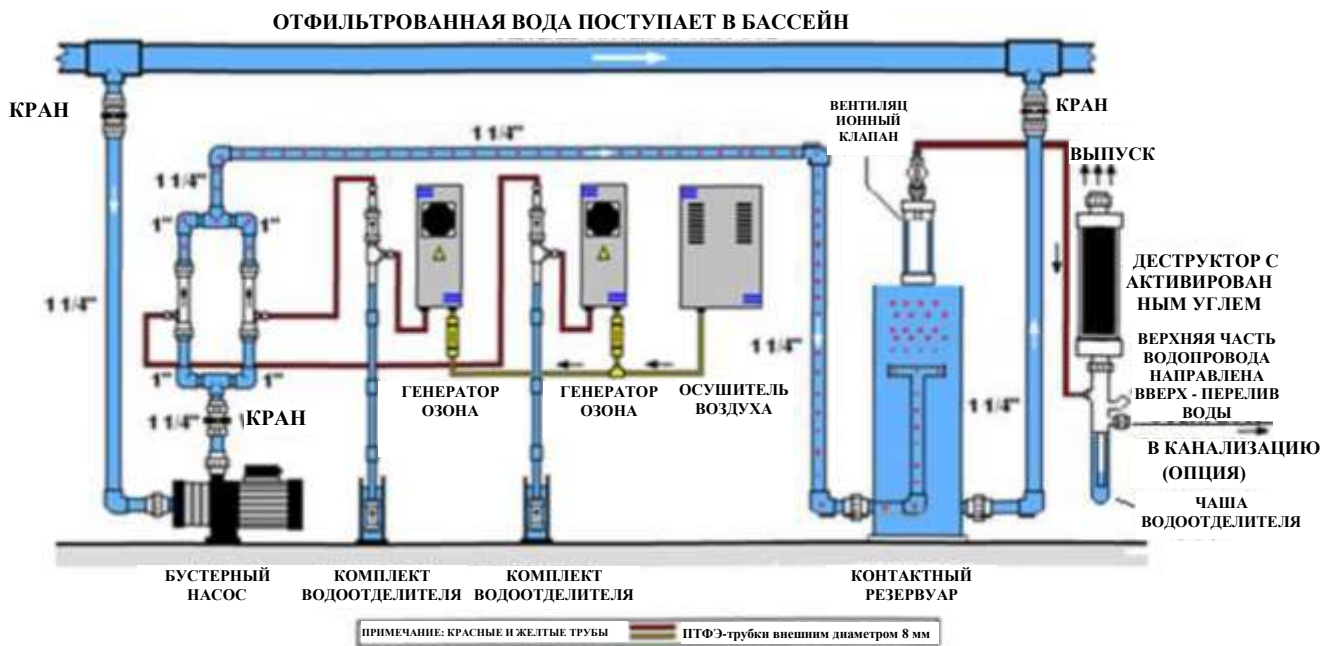 ОТФИЛЬТРОВАННАЯ ВОДА ПОСТУПАЕТ В БАССЕЙН
КРАН
ВЕНТИЛЯЦ
ИОННЫЙ
КЛАПАН
КРАН
1 1/4"
ВЫПУСК
1 1/4"
1"
1"
ДЕСТРУКТОР С
АКТИВИРОВАН
НЫМ УГЛЕМ
1 1/4"
1 1/4"
ВЕРХНЯЯ ЧАСТЬ
ВОДОПРОВОДА
НАПРАВЛЕНА
ВВЕРХ - ПЕРЕЛИВ
ВОДЫ
1"
1"
ГЕНЕРАТОР
ОЗОНА
ГЕНЕРАТОР
ОЗОНА
ОСУШИТЕЛЬ
ВОЗДУХА
1 1/4"
1 1/4"
КРАН
В КАНАЛИЗАЦИЮ
(ОПЦИЯ)
ЧАША
ВОДООТДЕЛИТЕЛЯ
БУСТЕРНЫЙ
НАСОС
КОМПЛЕКТ
ВОДООТДЕЛИТЕЛЯ
КОМПЛЕКТ
ВОДООТДЕЛИТЕЛЯ
КОНТАКТНЫЙ
РЕЗЕРВУАР
ПРИМЕЧАНИЕ: КРАСНЫЕ И ЖЕЛТЫЕ ТРУБЫ
ПТФЭ-трубки внешним диаметром 8 мм